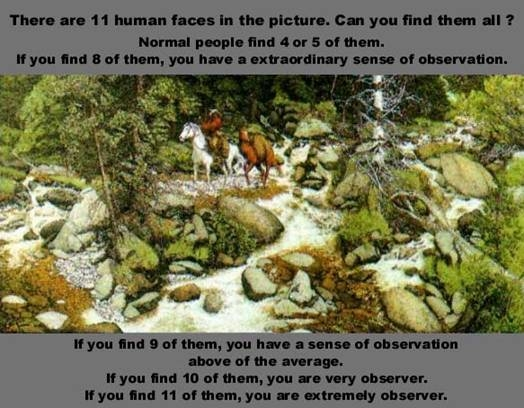 There are 11 human faces in the picture. Can you find them all ?
Normal people find 4 or 5 of them.
If you find 8 of them, you have a extraordinary sense of observation.
If you find 9 of them, you have a sense of observation
above of the average.
If you find 10 of them, you are very observer.
If you find 11 of them, you are extremely observer.